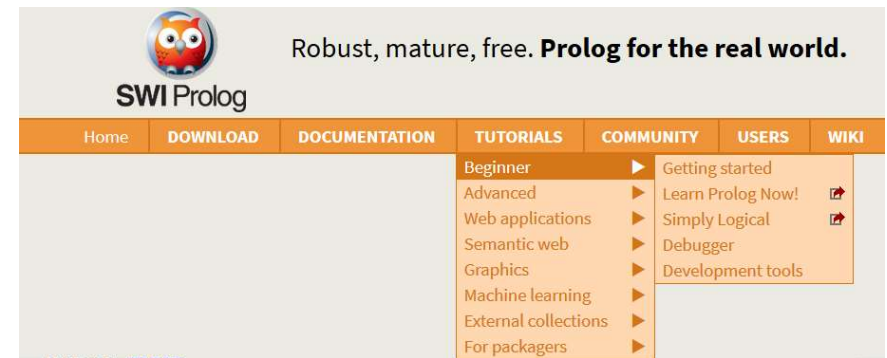 Robust, mature, free. Prolog for the real world.
SWI Prolog
Home DOWNLOAD DOCUMENTATION TUTORIALS COMMUNITY USERS WIKI
Beginner
Advanced
Web applications
Semantic web
Graphics
Machine learning
External collections
For packagers
Getting started
Learn Prolog Now!
Simply Logical
Debugger
Development tools